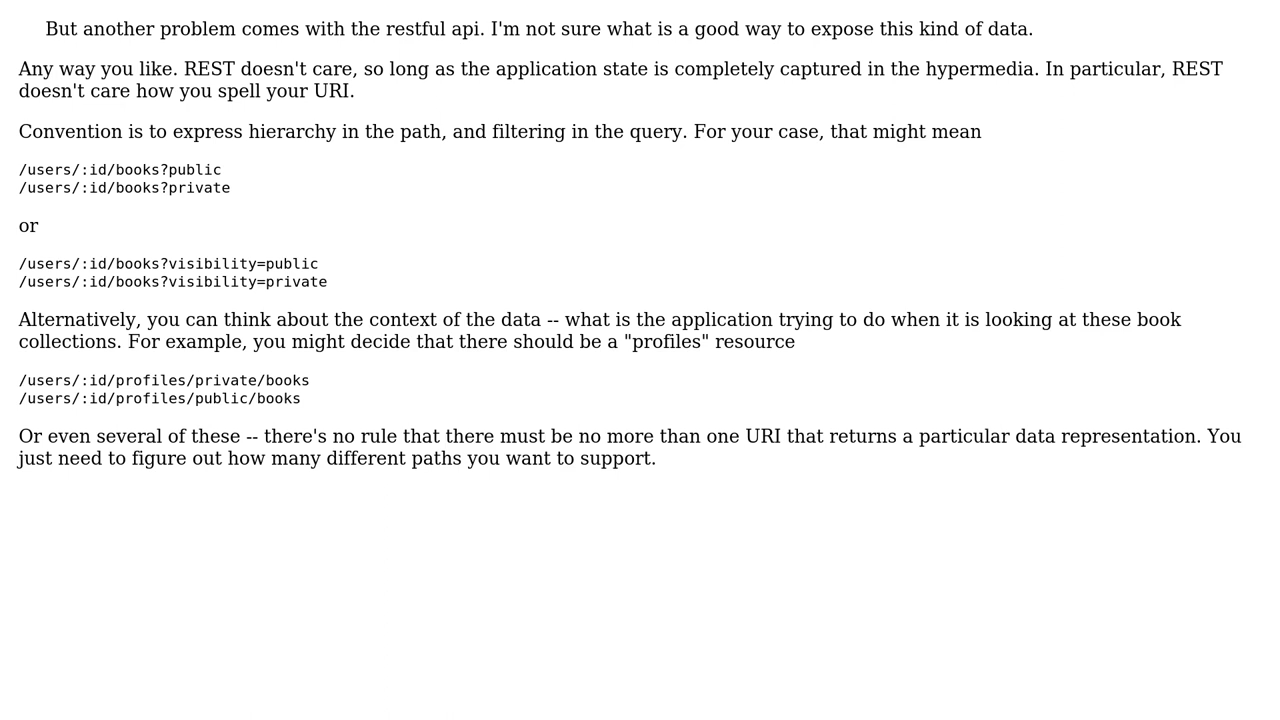 But another problem comes with the restful api. I'm not sure what is a good way to expose this kind of data.
Any way you like. REST doesn't care, so long as the application state is completely captured in the hypermedia. In particular, REST
doesn't care how you spell your URI.
Convention is to express hierarchy in the path, and filtering in the query. For your case, that might mean
/users/:id/books?public
/users/:id/books?private
or
/users/:id/books?visibility=public
/users/:id/books?visibility=private
Alternatively, you can think about the context of the data -- what is the application trying to do when it is looking at these book
collections. For example, you might decide that there should be a "profiles" resource
/users/:id/profiles/private/books
/users/:id/profiles/public/books
Or even several of these -- there's no rule that there must be no more than one URI that returns a particular data representation. You
just need to figure out how many different paths you want to support.